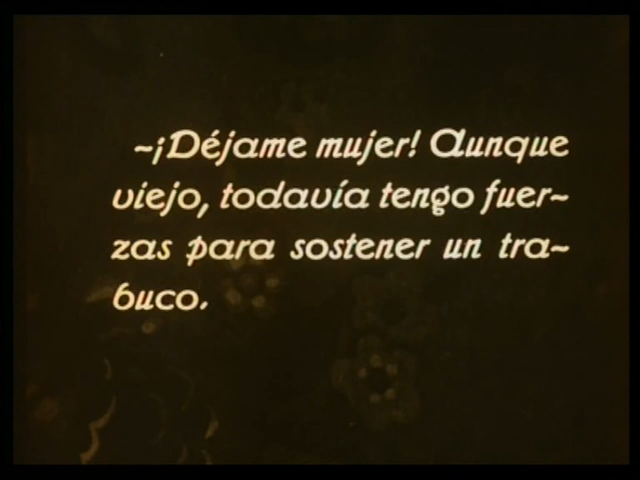 ~¡Déjame mujer! Aunque
viejo, todavía tengo fuer~
zas para sostener un tra~
buco.